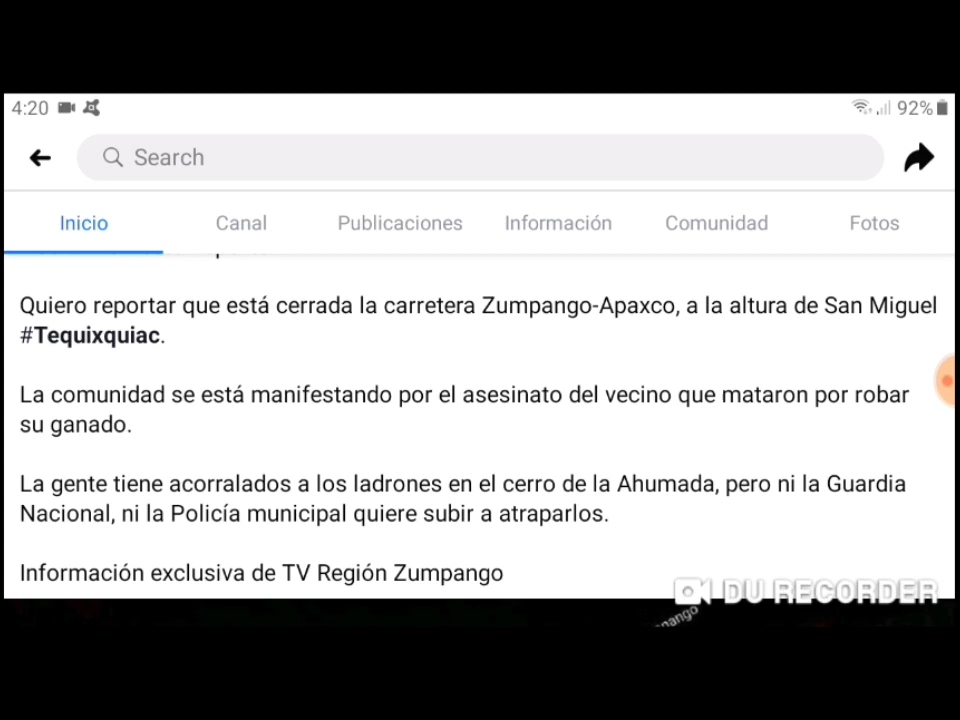 4:20 92%
Search
Inicio Canal Publicaciones Información Comunidad Fotos
Quiero reportar que está cerrada la carretera Zumpango-Apaxco, a la altura de San Miguel
#Tequixquiac.
La comunidad se está manifestando por el asesinato del vecino que mataron por robar
su ganado.
La gente tiene acorralados a los ladrones en el cerro de la Ahumada, pero ni la Guardia
Nacional, ni la Policía municipal quiere subir a atraparlos.
Información exclusiva de TV Región Zumpango
DU RECORDER